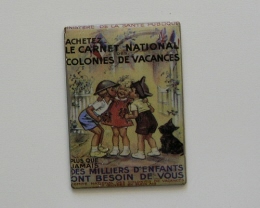 MINISTERE DE LA SANTÉ PUBLIQUE
ACHETEZ
LE CARNET NATIONAL
COLONIES DE VACANCES
PLUS QUE
JAMAIS
DES MILLIERS D'ENFANTS
ONT BESOIN DE VOUS